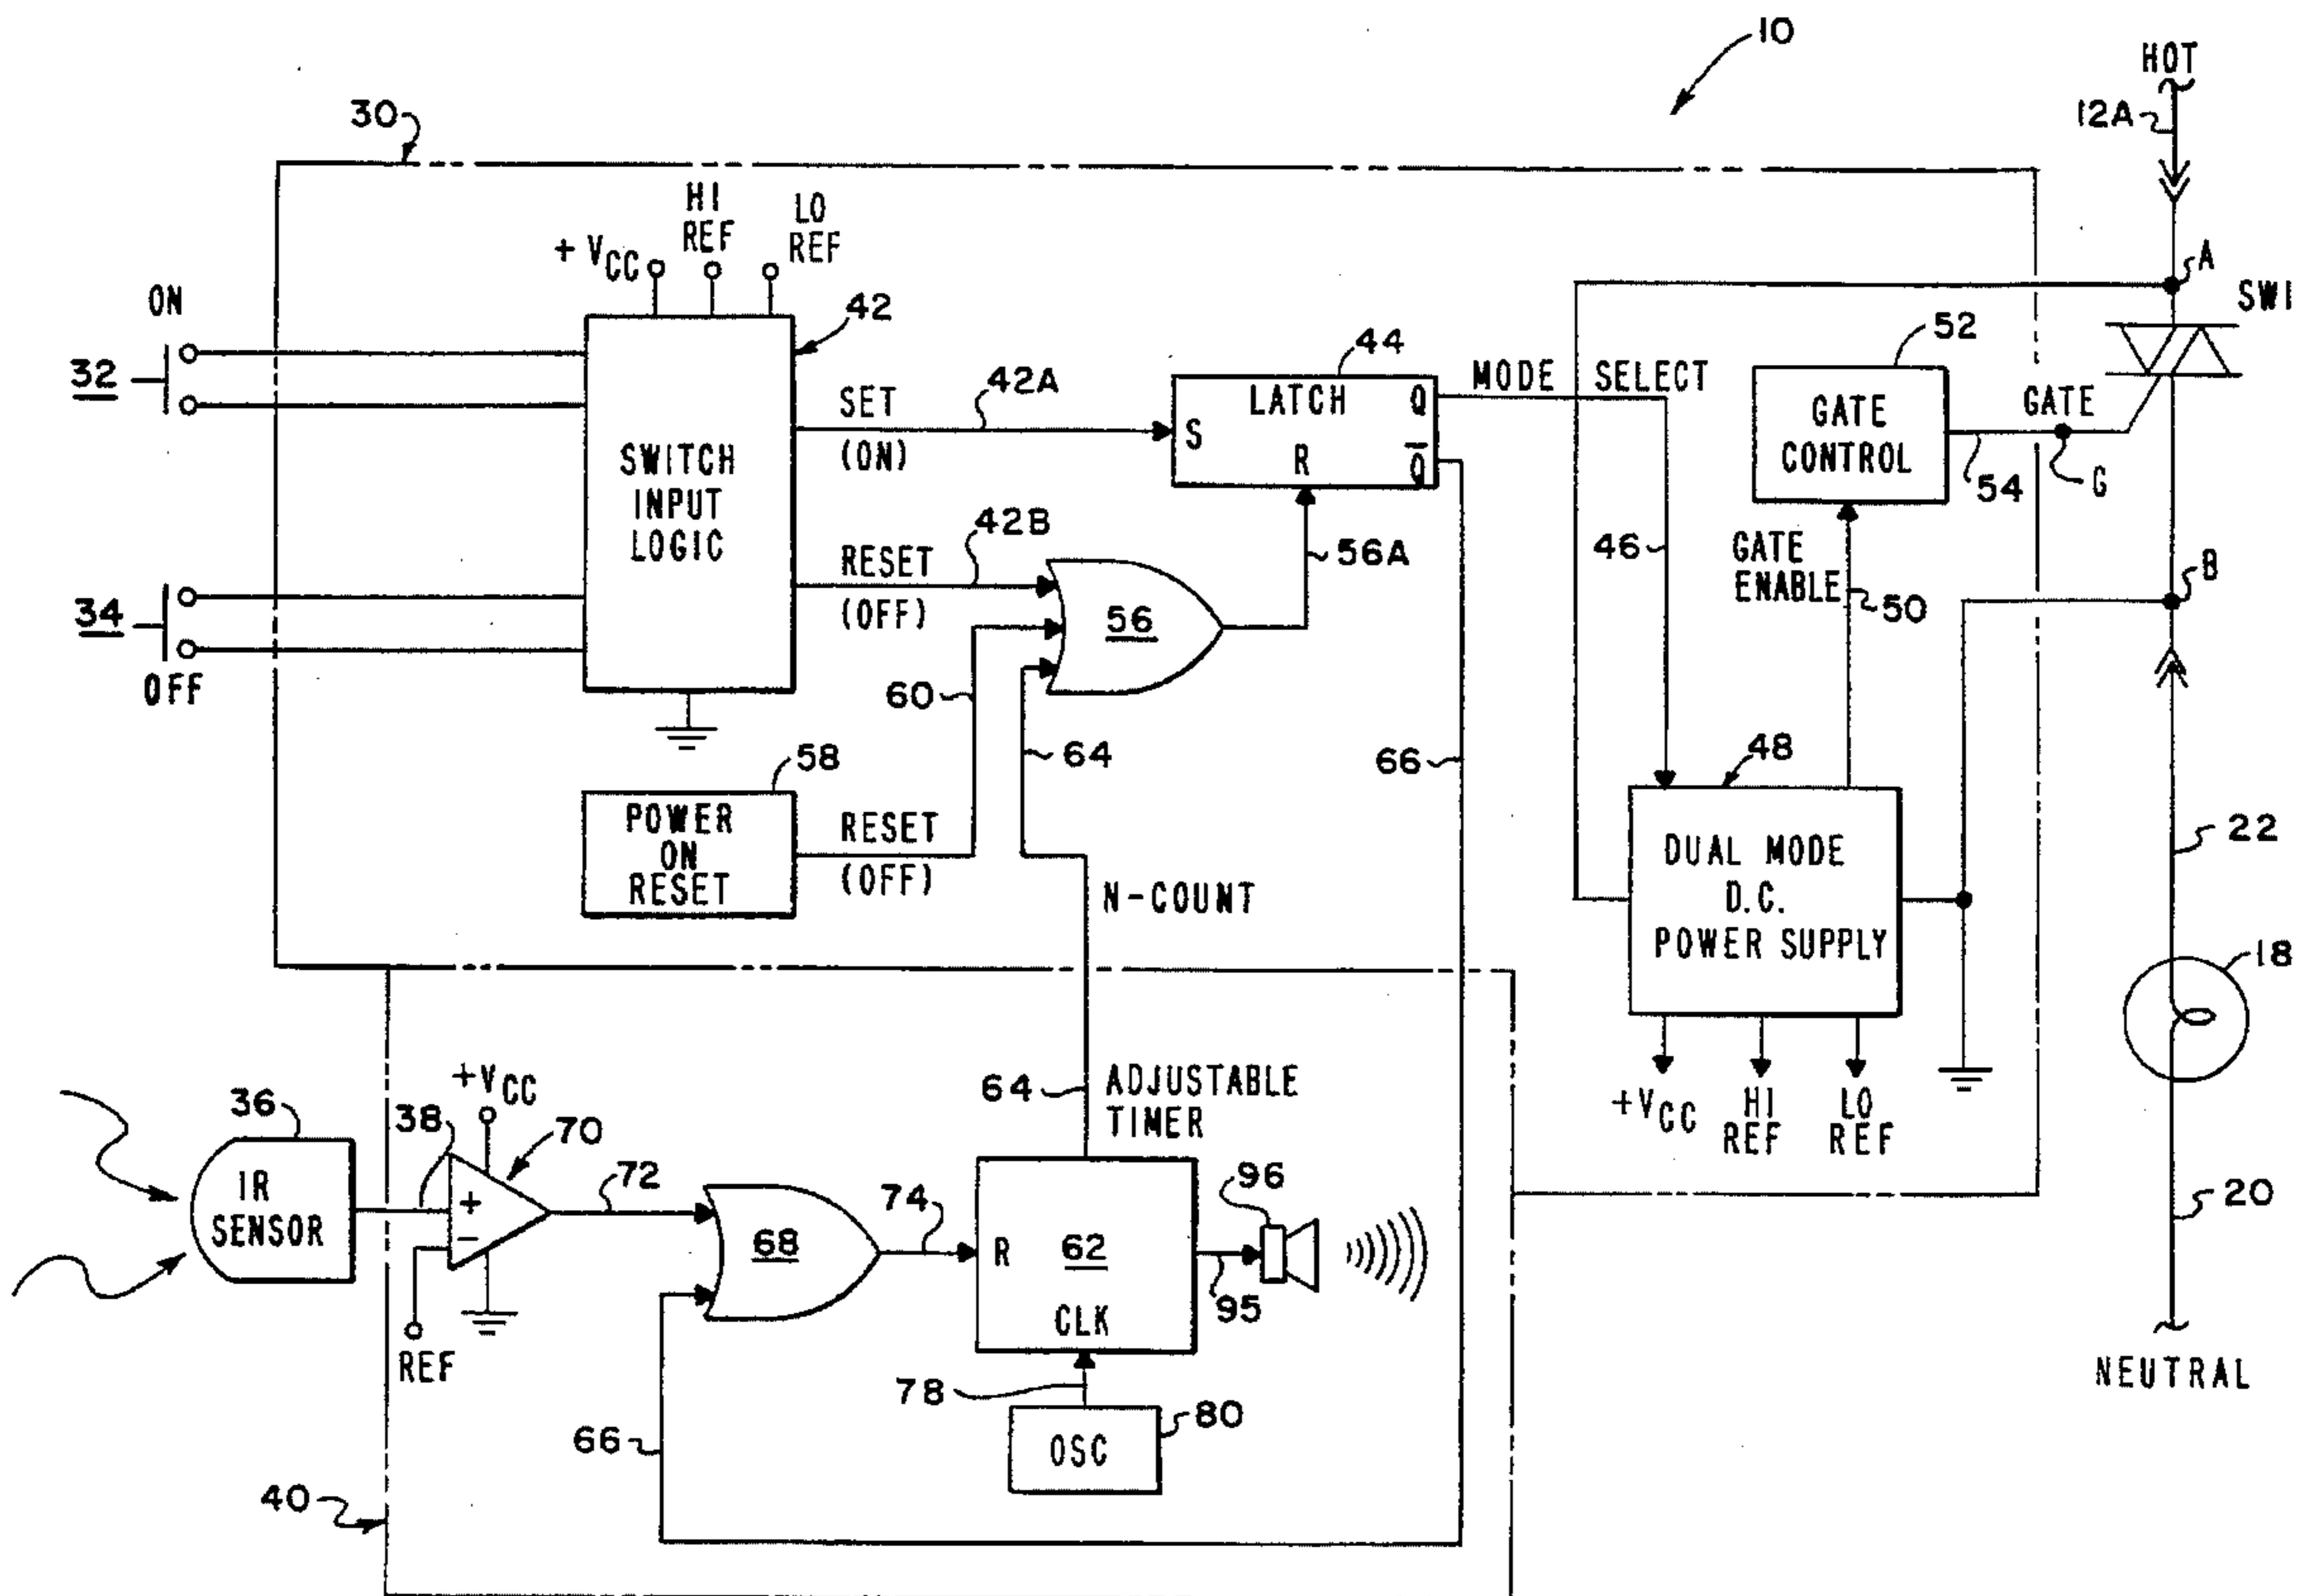 10
HOT
12A
30
HI
REF
LO
REF
+ VCC
ON
42
A
SW1
32
44
52
SET
42A
(ON)
LATCH
S
R
Q
Q̅
MODE SELECT
GATE
CONTROL
GATE
54
G
SWITCH
INPUT
LOGIC
42B
RESET
(OFF)
56
56A
46
GATE
ENABLE
50
B
34
OFF
60
64
66
58
POWER
ON
RESET
RESET
(OFF)
N-COUNT
48
DUAL MODE
D.C.
POWER SUPPLY
22
18
+VCC
HI
REF
LO
REF
36
IR
SENSOR
38
+VCC
70
+
−
REF
72
68
74
64
ADJUSTABLE
TIMER
R
62
CLK
96
95
20
NEUTRAL
78
OSC
80
66
40